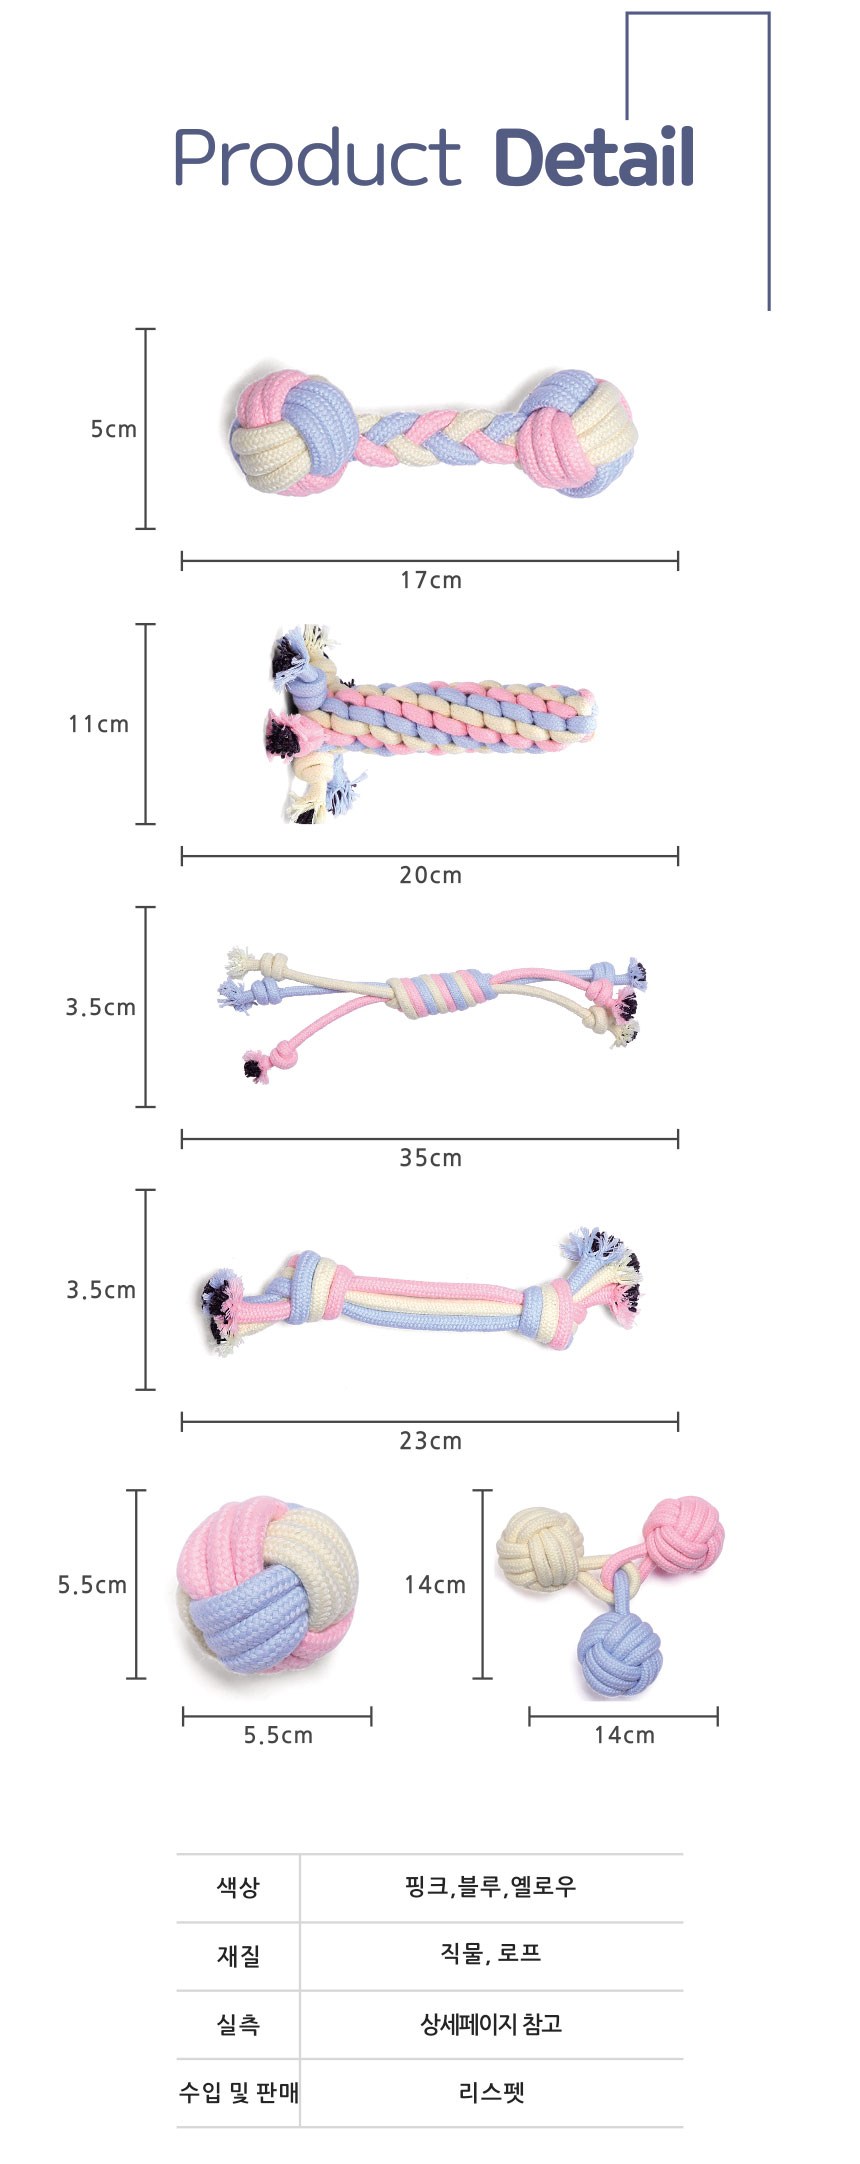 Product Detail
5cm
17cm
11cm
20cm
3.5cm
35cm
3.5cm
23cm
5.5cm
14cm
5.5cm
14cm
색상 핑크,블루,옐로우
재질 직물, 로프
실측 상세페이지 참고
수입 및 판매 리스펫